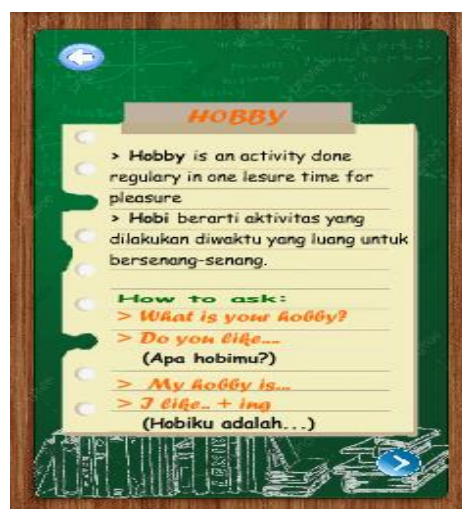 HOBBY
> Hobby is an activity done
regulary in one lesure time for
pleasure
> Hobi berarti aktivitas yang
dilakukan diwaktu yang luang untuk
bersenang-senang.
How to ask:
> What is your hobby?
> Do you like....
(Apa hobimu?)
> My hobby is...
> I like.. + ing
(Hobiku adalah...)